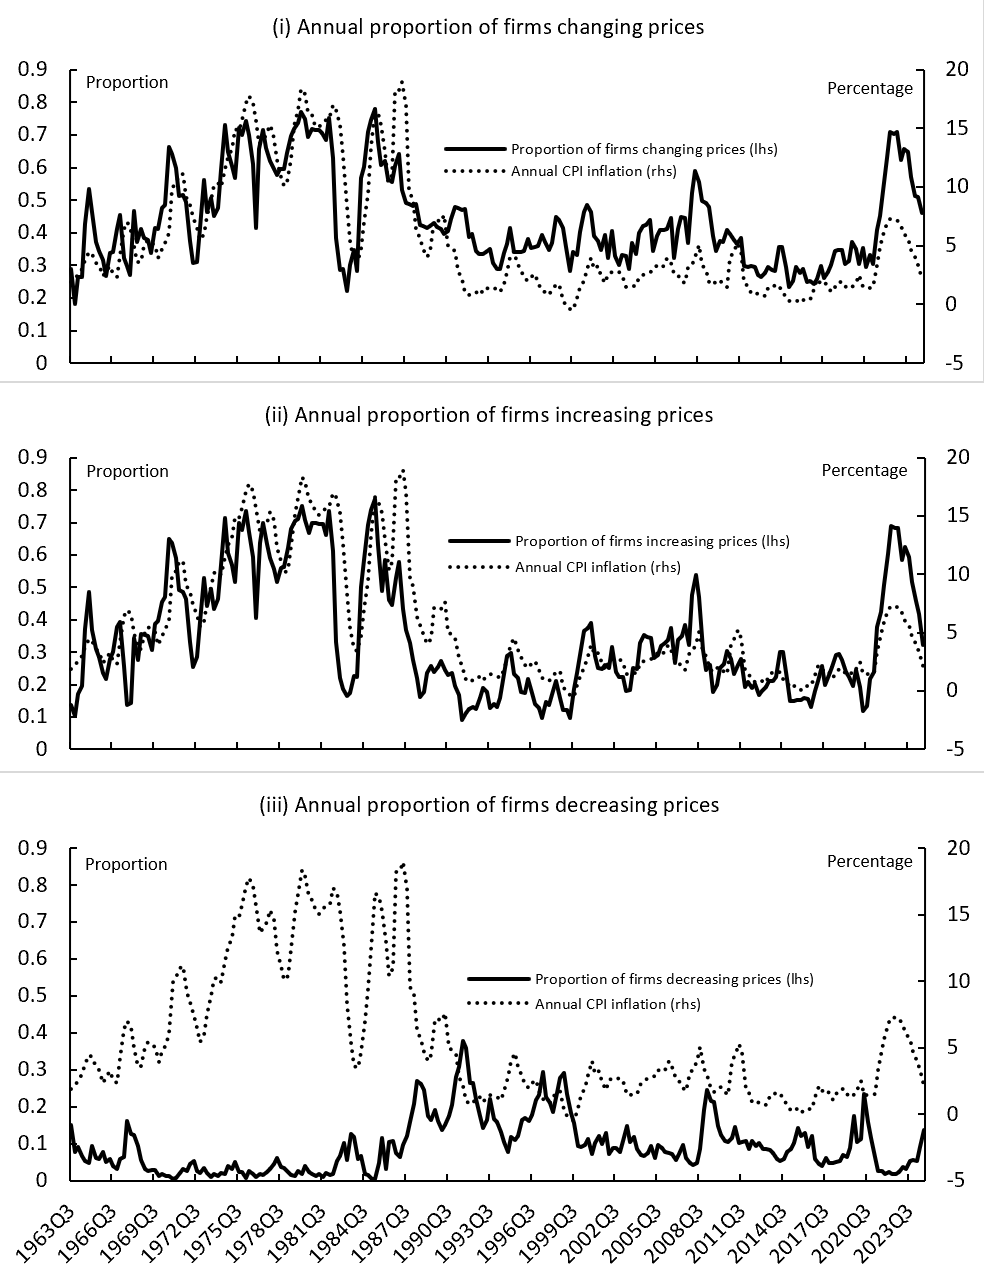 (i) Annual proportion of firms changing prices
Proportion
Percentage
0.9
0.8
0.7
0.6
0.5
0.4
0.3
0.2
0.1
0
20
15
10
5
0
-5
Proportion of firms changing prices (lhs)
Annual CPI inflation (rhs)
(ii) Annual proportion of firms increasing prices
Proportion
Percentage
0.9
0.8
0.7
0.6
0.5
0.4
0.3
0.2
0.1
0
20
15
10
5
0
-5
Proportion of firms increasing prices (lhs)
Annual CPI inflation (rhs)
(iii) Annual proportion of firms decreasing prices
Proportion
Percentage
0.9
0.8
0.7
0.6
0.5
0.4
0.3
0.2
0.1
0
20
15
10
5
0
-5
Proportion of firms decreasing prices (lhs)
Annual CPI inflation (rhs)
1963Q3
1966Q3
1969Q3
1972Q3
1975Q3
1978Q3
1981Q3
1984Q3
1987Q3
1990Q3
1993Q3
1996Q3
1999Q3
2002Q3
2005Q3
2008Q3
2011Q3
2014Q3
2017Q3
2020Q3
2023Q3